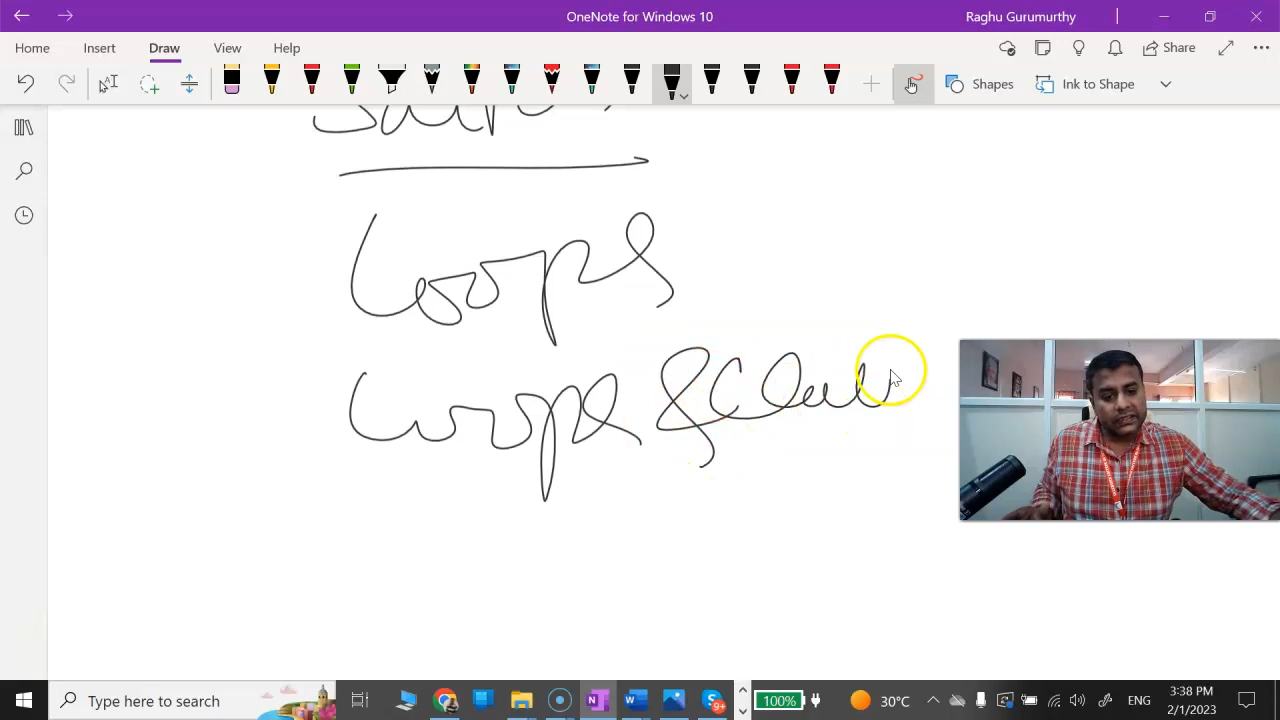 OneNote for Windows 10 Raghu Gurumurthy
Home Insert Draw View Help Share
Shapes Ink to Shape
Loops
Loops &
Type here to search 9+ 100% 30°C ENG 3:38 PM
2/1/2023